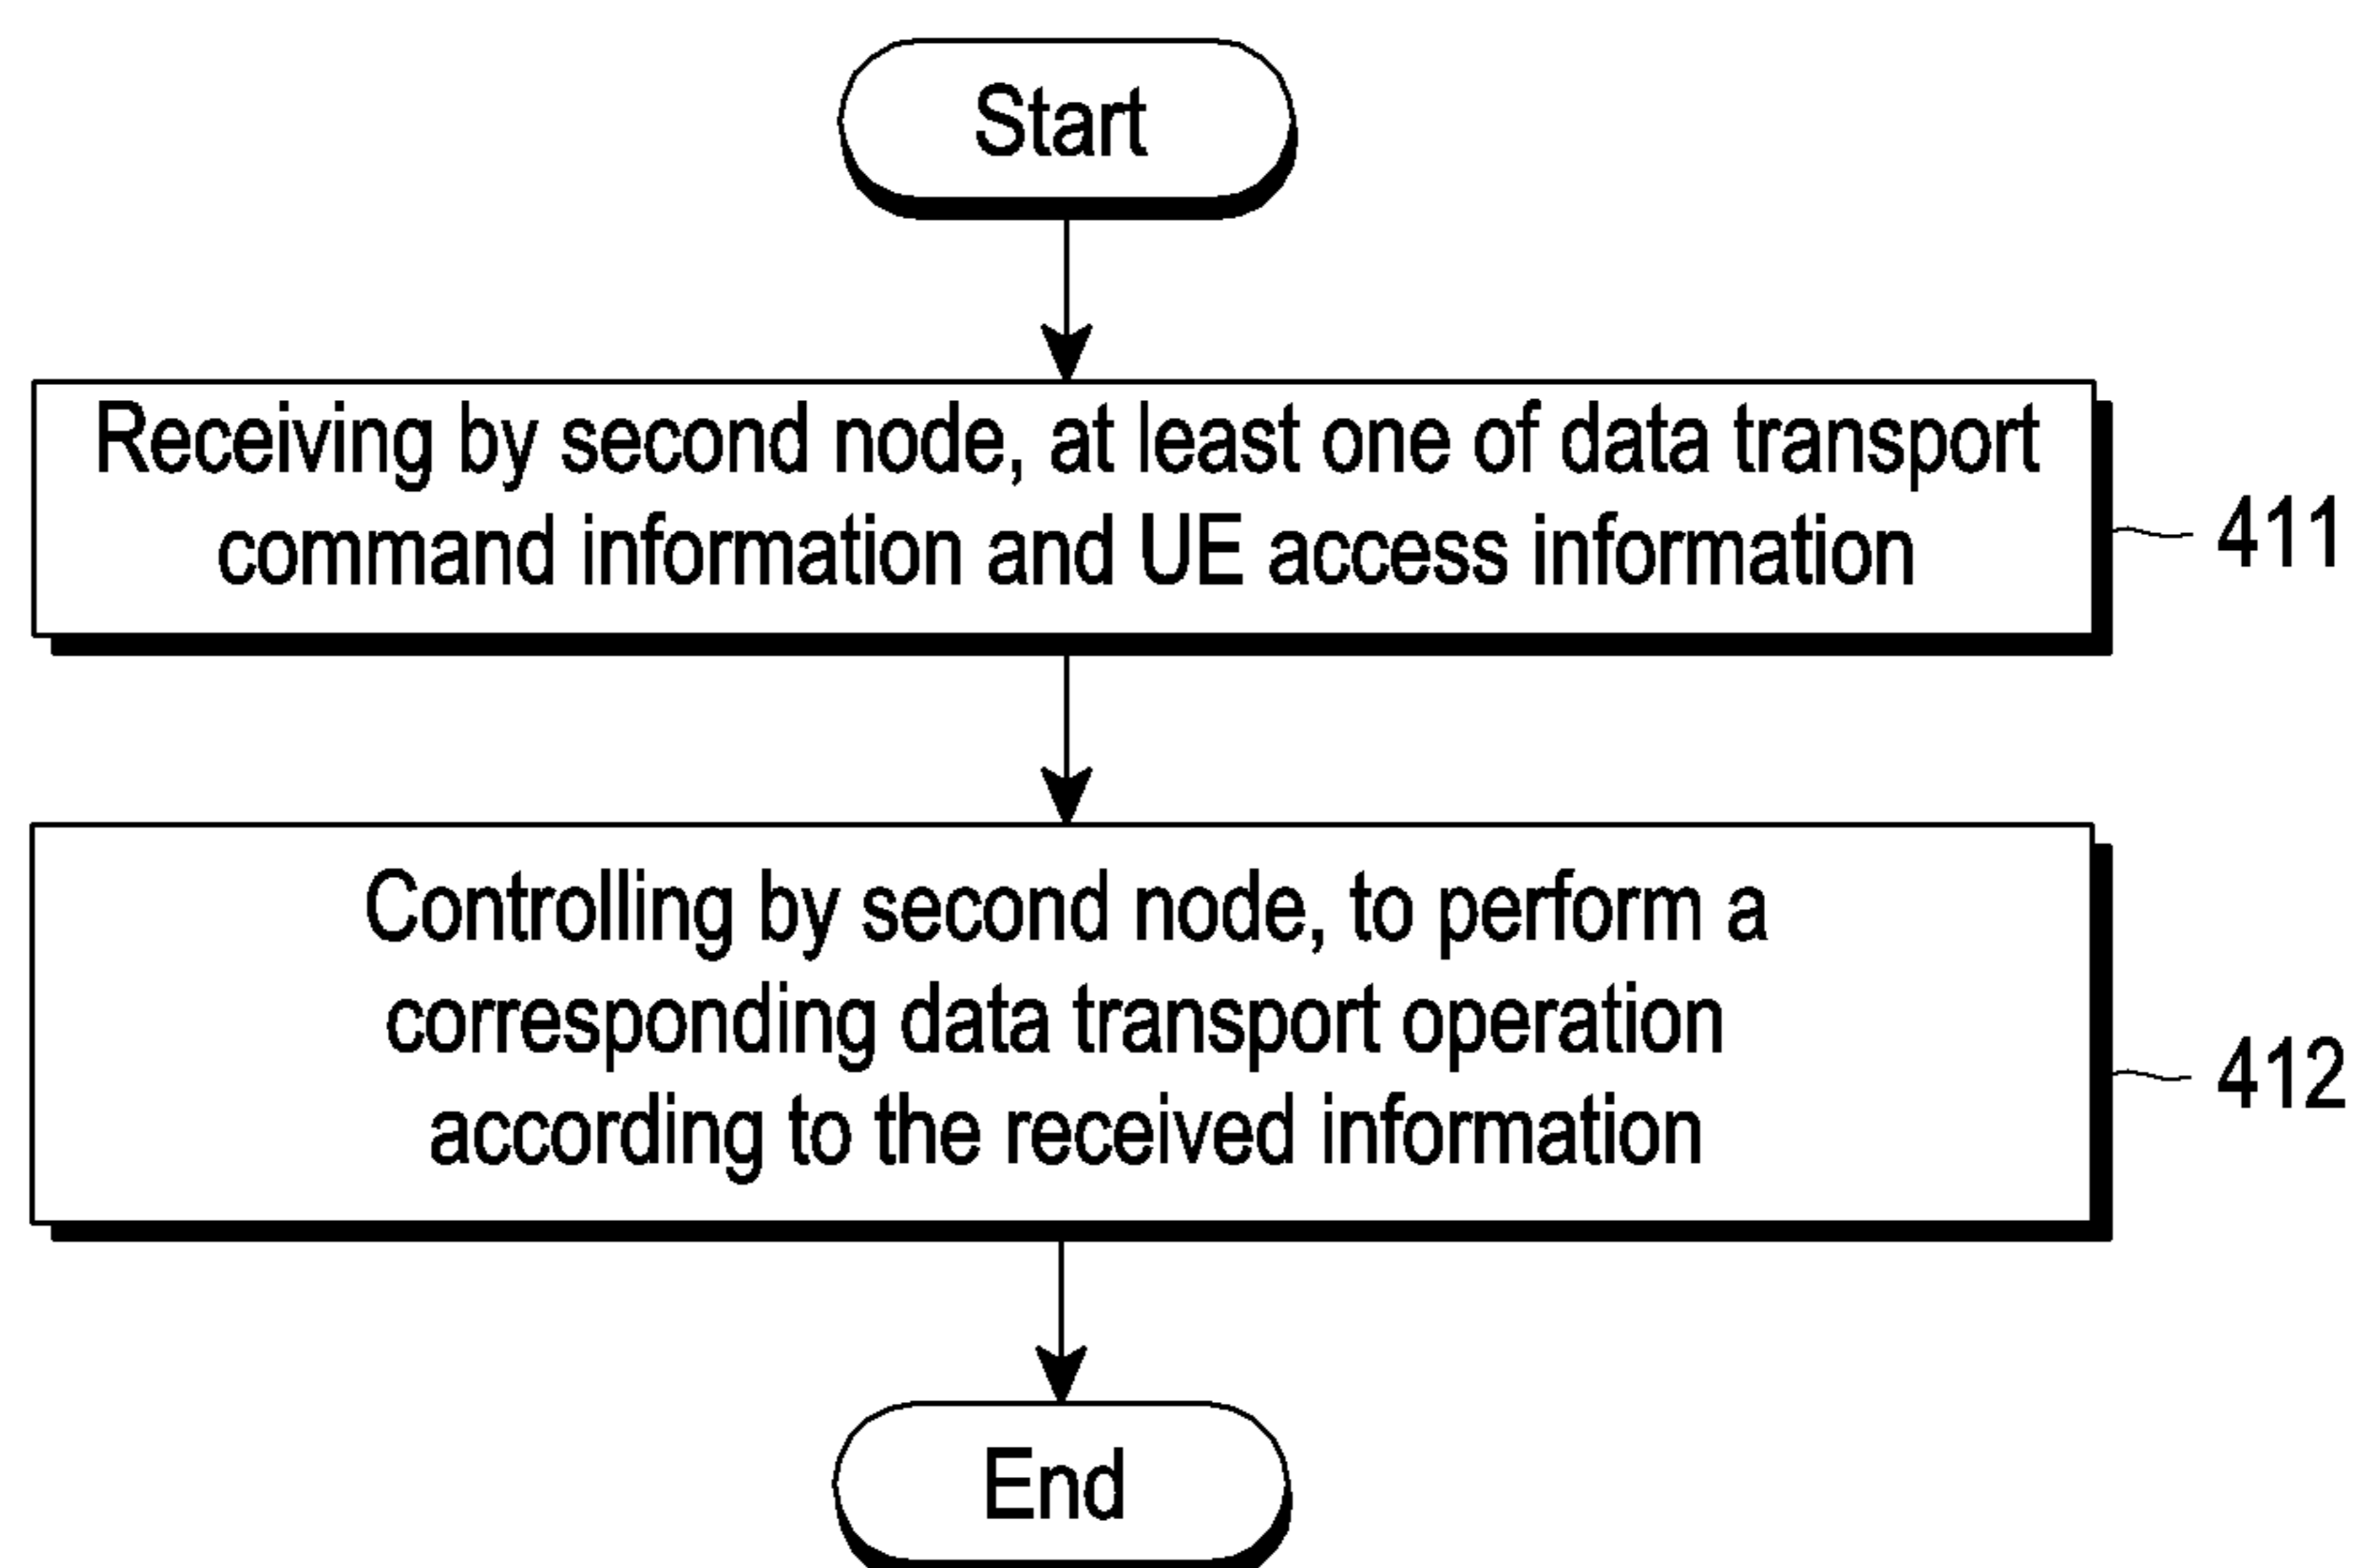 Start
Receiving by second node, at least one of data transport
command information and UE access information
411
Controlling by second node, to perform a
corresponding data transport operation
according to the received information
412
End